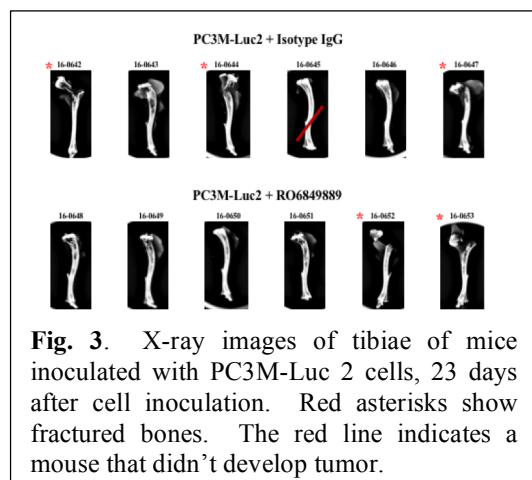 PC3M-Luc2 + Isotype IgG
* 16-0642 16-0643 * 16-0644 16-0645 16-0646 * 16-0647
PC3M-Luc2 + RO6849889
16-0648 16-0649 16-0650 16-0651 * 16-0652 * 16-0653
Fig. 3. X-ray images of tibiae of mice
inoculated with PC3M-Luc 2 cells, 23 days
after cell inoculation. Red asterisks show
fractured bones. The red line indicates a
mouse that didn’t develop tumor.